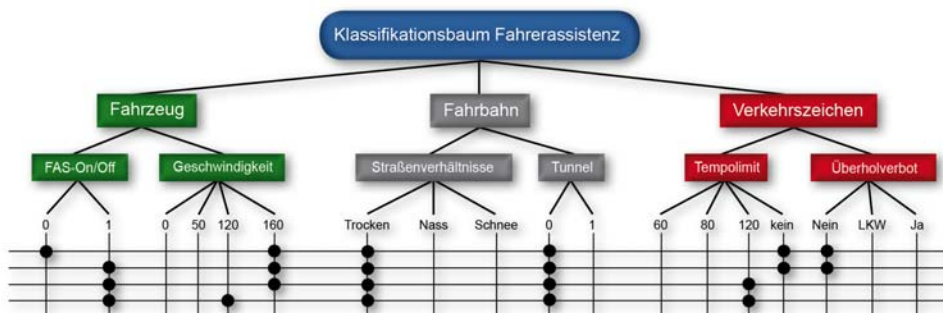 Klassifikationsbaum Fahrerassistenz
Fahrzeug Fahrbahn Verkehrszeichen
FAS-On/Off Geschwindigkeit Straßenverhältnisse Tunnel Tempolimit Überholverbot
0 1 0 50 120 160 Trocken Nass Schnee 0 1 60 80 120 kein Nein LKW Ja